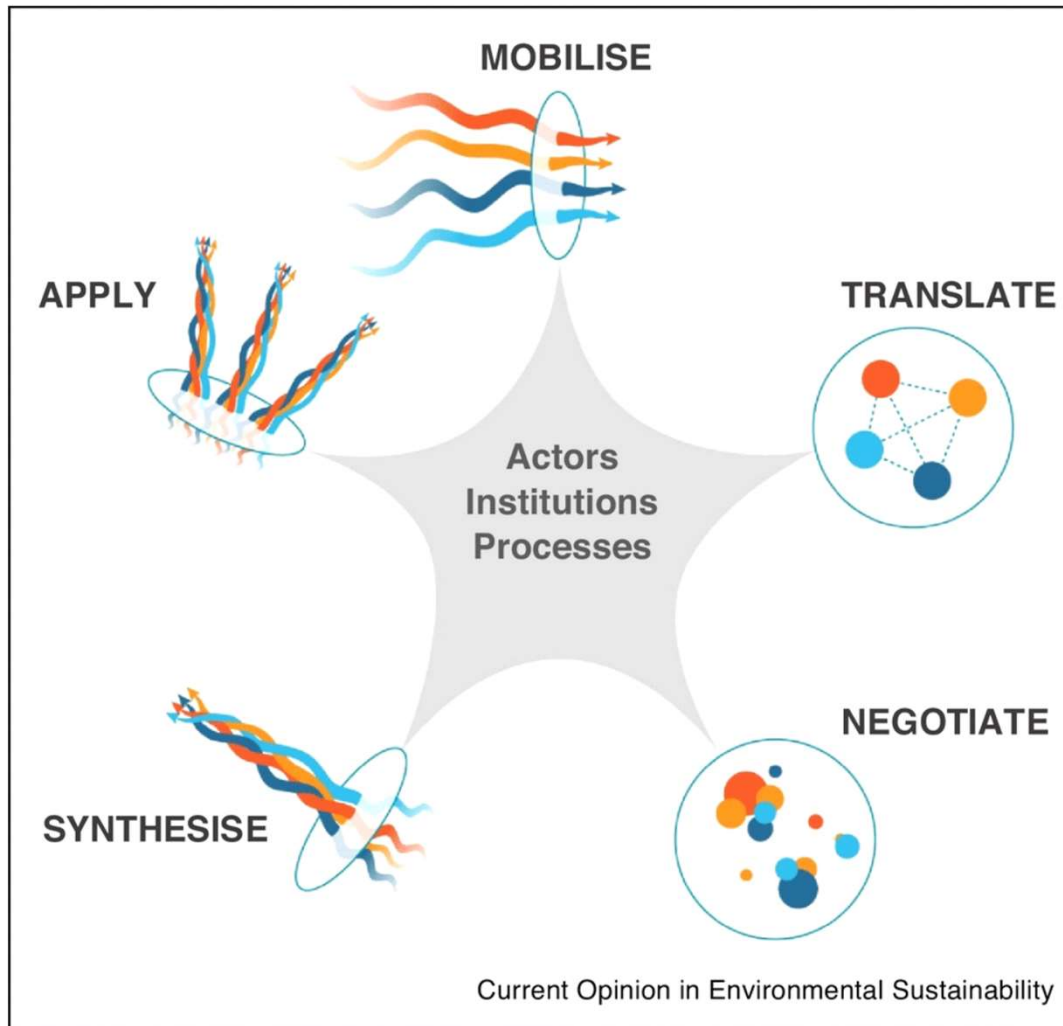 MOBILISE
APPLY
TRANSLATE
Actors
Institutions
Processes
NEGOTIATE
SYNTHESISE
Current Opinion in Environmental Sustainability